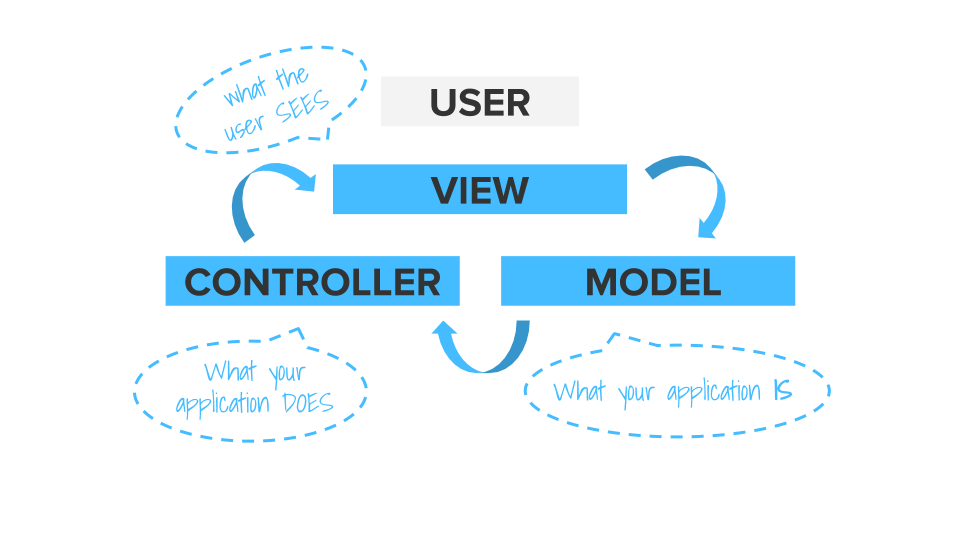 what the
user SEES
USER
VIEW
CONTROLLER
MODEL
What your
application DOES
What your application IS